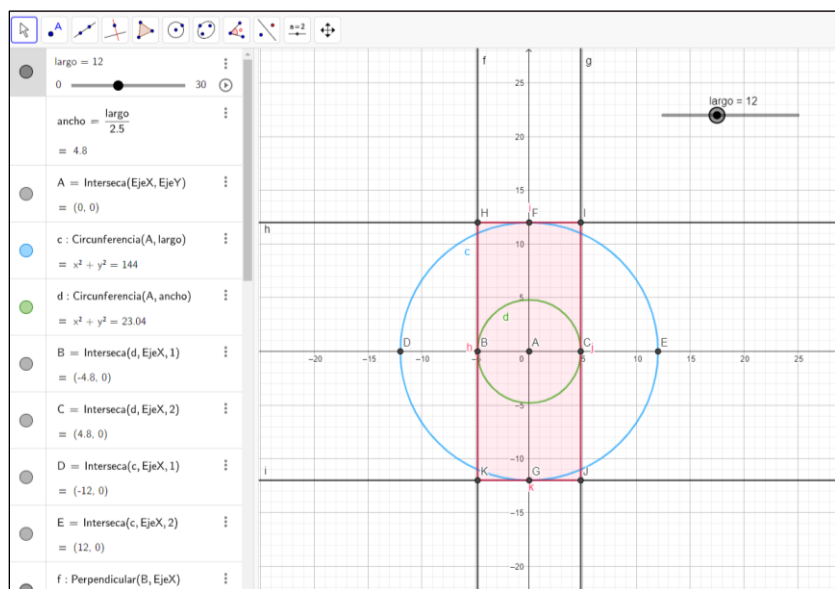 A
a=2
largo = 12
0
30
ancho = largo / 2.5
= 4.8
A = Interseca(EjeX, EjeY)
= (0, 0)
c : Circunferencia(A, largo)
= x² + y² = 144
d : Circunferencia(A, ancho)
= x² + y² = 23.04
B = Interseca(d, EjeX, 1)
= (-4.8, 0)
C = Interseca(d, EjeX, 2)
= (4.8, 0)
D = Interseca(c, EjeX, 1)
= (-12, 0)
E = Interseca(c, EjeX, 2)
= (12, 0)
f : Perpendicular(B, EjeX)
f g
25
largo = 12
20
15
H F I
h
c 10
5
d
D h B A C j E
−20 −15 −10 −5 0 5 10 15 20 25
−5
−10
i K G J
k
−15
−20